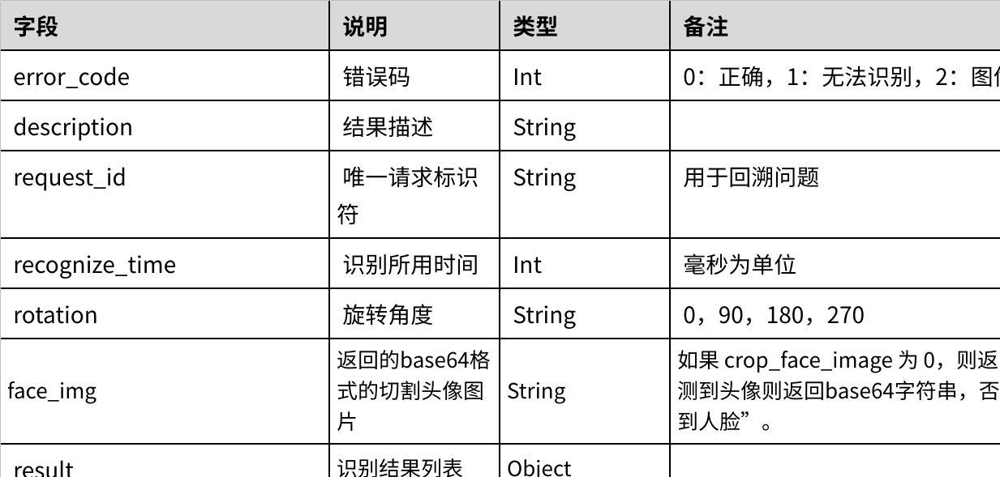 字段 说明 类型 备注
error_code 错误码 Int 0：正确，1：无法识别，2：图
description 结果描述 String
request_id 唯一请求标识 String 用于回溯问题
符
recognize_time 识别所用时间 Int 毫秒为单位
rotation 旋转角度 String 0，90，180，270
返回的base64格 如果 crop_face_image 为 0，则返
face_img 式的切割头像图 String 测到头像则返回base64字符串，否
片 到人脸”。
result 识别结果列表 Object